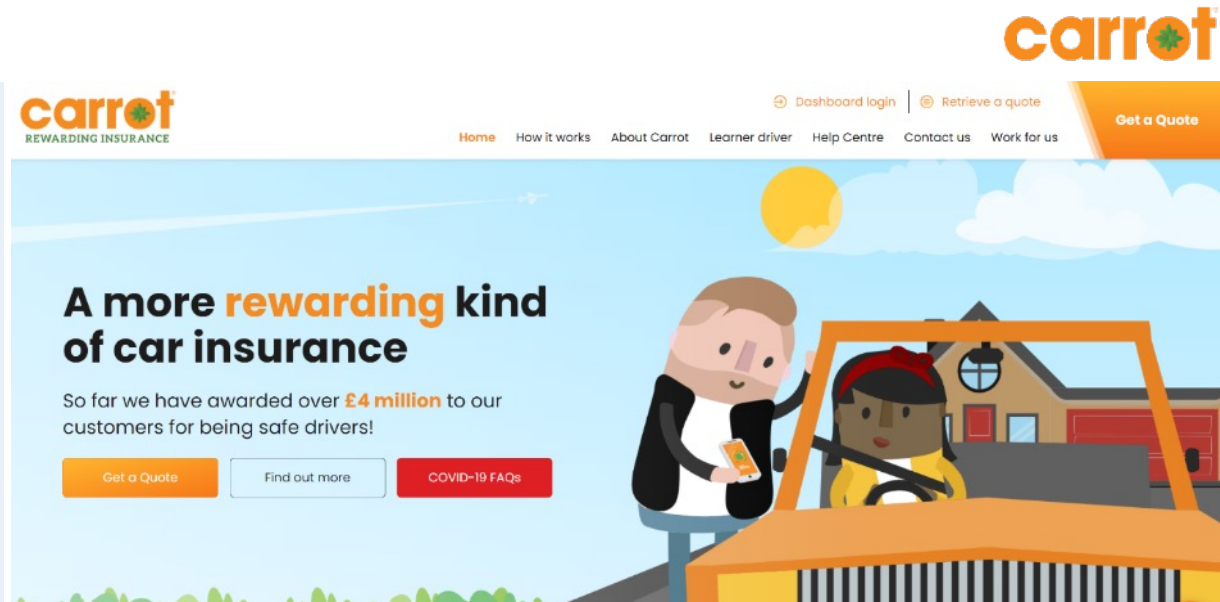 carrot
carrot
REWARDING INSURANCE
Dashboard login
Retrieve a quote
Get a Quote
Home
How it works
About Carrot
Learner driver
Help Centre
Contact us
Work for us
A more rewarding kind
of car insurance
So far we have awarded over £4 million to our
customers for being safe drivers!
Get a Quote
Find out more
COVID-19 FAQs